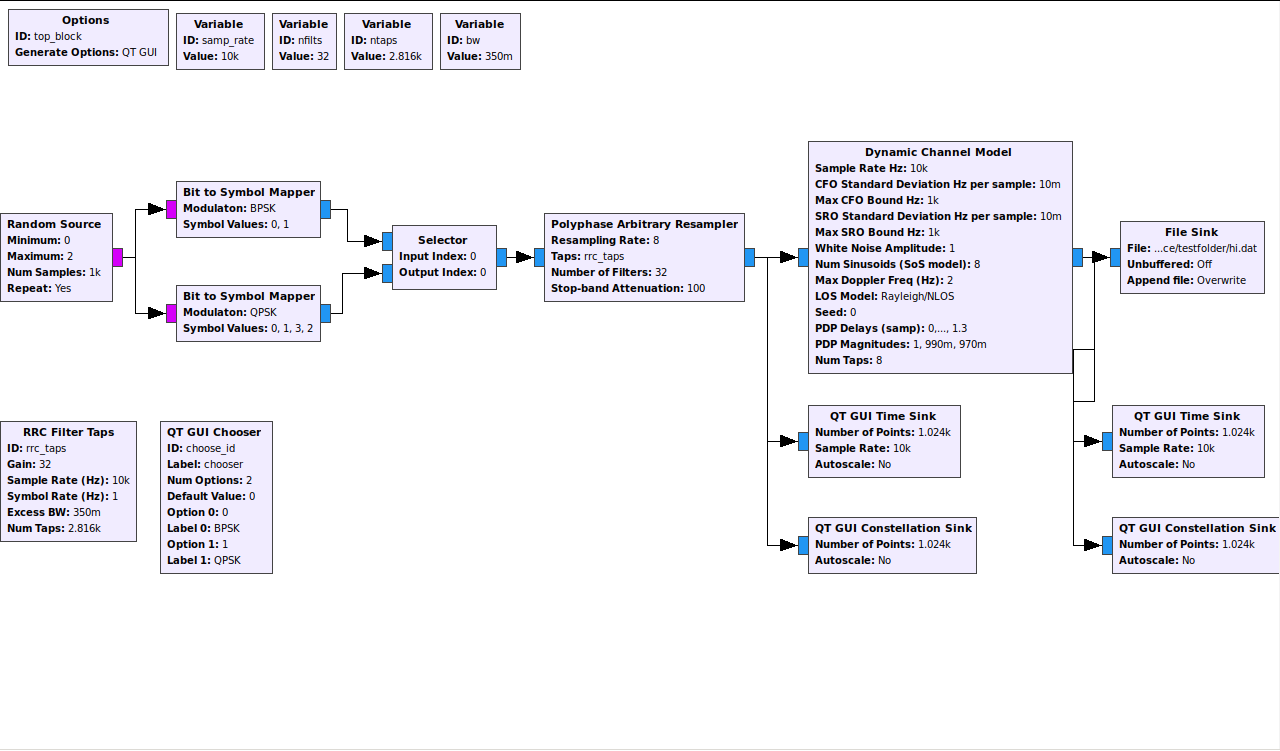 Options
ID: top_block
Generate Options: QT GUI
Variable
ID: samp_rate
Value: 10k
Variable
ID: nfilts
Value: 32
Variable
ID: ntaps
Value: 2.816k
Variable
ID: bw
Value: 350m
Random Source
Minimum: 0
Maximum: 2
Num Samples: 1k
Repeat: Yes
Bit to Symbol Mapper
Modulaton: BPSK
Symbol Values: 0, 1
Bit to Symbol Mapper
Modulaton: QPSK
Symbol Values: 0, 1, 3, 2
Selector
Input Index: 0
Output Index: 0
Polyphase Arbitrary Resampler
Resampling Rate: 8
Taps: rrc_taps
Number of Filters: 32
Stop-band Attenuation: 100
Dynamic Channel Model
Sample Rate Hz: 10k
CFO Standard Deviation Hz per sample: 10m
Max CFO Bound Hz: 1k
SRO Standard Deviation Hz per sample: 10m
Max SRO Bound Hz: 1k
White Noise Amplitude: 1
Num Sinusoids (SoS model): 8
Max Doppler Freq (Hz): 2
LOS Model: Rayleigh/NLOS
Seed: 0
PDP Delays (samp): 0,..., 1.3
PDP Magnitudes: 1, 990m, 970m
Num Taps: 8
File Sink
File: ...ce/testfolder/hi.dat
Unbuffered: Off
Append file: Overwrite
RRC Filter Taps
ID: rrc_taps
Gain: 32
Sample Rate (Hz): 10k
Symbol Rate (Hz): 1
Excess BW: 350m
Num Taps: 2.816k
QT GUI Chooser
ID: choose_id
Label: chooser
Num Options: 2
Default Value: 0
Option 0: 0
Label 0: BPSK
Option 1: 1
Label 1: QPSK
QT GUI Time Sink
Number of Points: 1.024k
Sample Rate: 10k
Autoscale: No
QT GUI Time Sink
Number of Points: 1.024k
Sample Rate: 10k
Autoscale: No
QT GUI Constellation Sink
Number of Points: 1.024k
Autoscale: No
QT GUI Constellation Sink
Number of Points: 1.024k
Autoscale: No